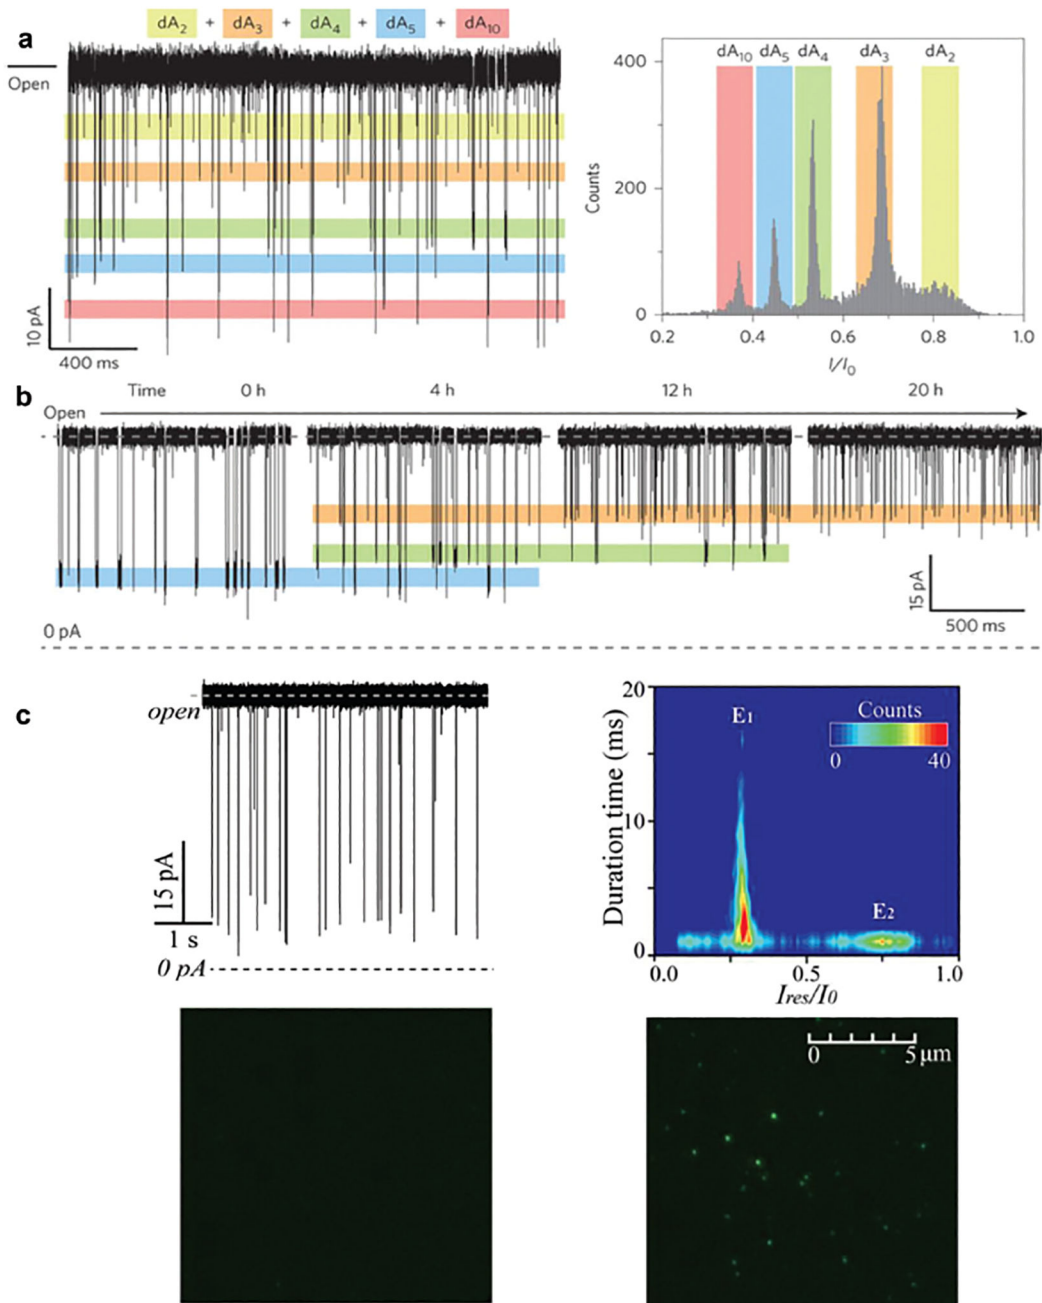 a
dA2 + dA3 + dA4 + dA5 + dA10
Open
10 pA
400 ms
dA10 dA5 dA4 dA3 dA2
400
200
0
Counts
0.2 0.4 0.6 0.8 1.0
I/I0
b
Time 0 h 4 h 12 h 20 h
Open
15 pA
500 ms
0 pA
c
open
15 pA
1 s
0 pA
20
10
0
Duration time (ms)
E1
Counts
0 40
E2
0.0 0.5 1.0
Ires/I0
0 5 μm